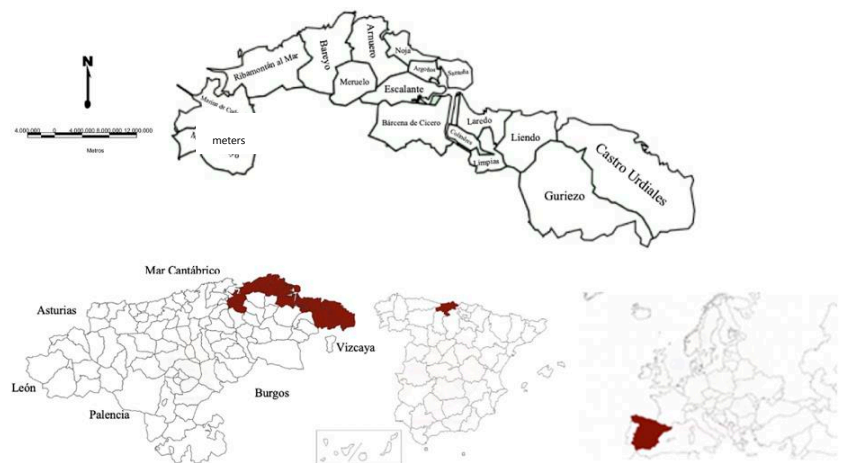 N
4.000.000 0 4.000.000 8.000.000 12.000.000
Metros
meters
Ribamontán al Mar
Bareyo
Arnuero
Noja
Meruelo
Argoños
Santoña
Escalante
Bárcena de Cicero
Colindres
Laredo
Limpias
Liendo
Guriezo
Castro Urdiales
Mar Cantábrico
Asturias
León
Palencia
Burgos
Vizcaya